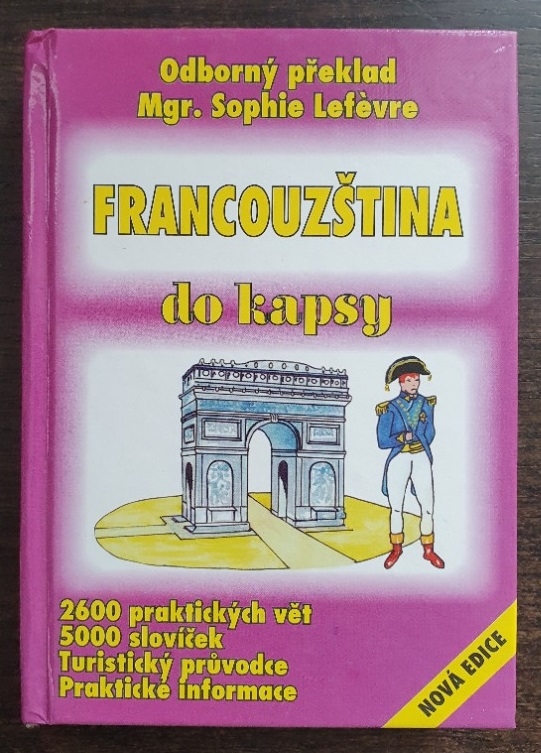 Odborný překlad
Mgr. Sophie Lefèvre
FRANCOUZŠTINA
do kapsy
2600 praktických vět
5000 slovíček
Turistický průvodce
Praktické informace
NOVÁ EDICE